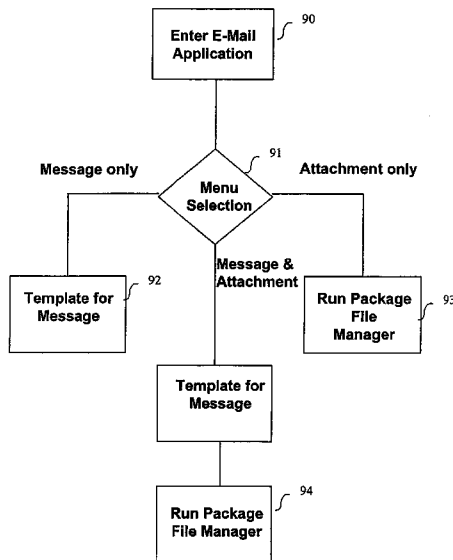 90
Enter E-Mail
Application
91
Message only
Attachment only
Menu
Selection
Message &
Attachment
92
Template for
Message
93
Run Package
File
Manager
Template for
Message
94
Run Package
File Manager